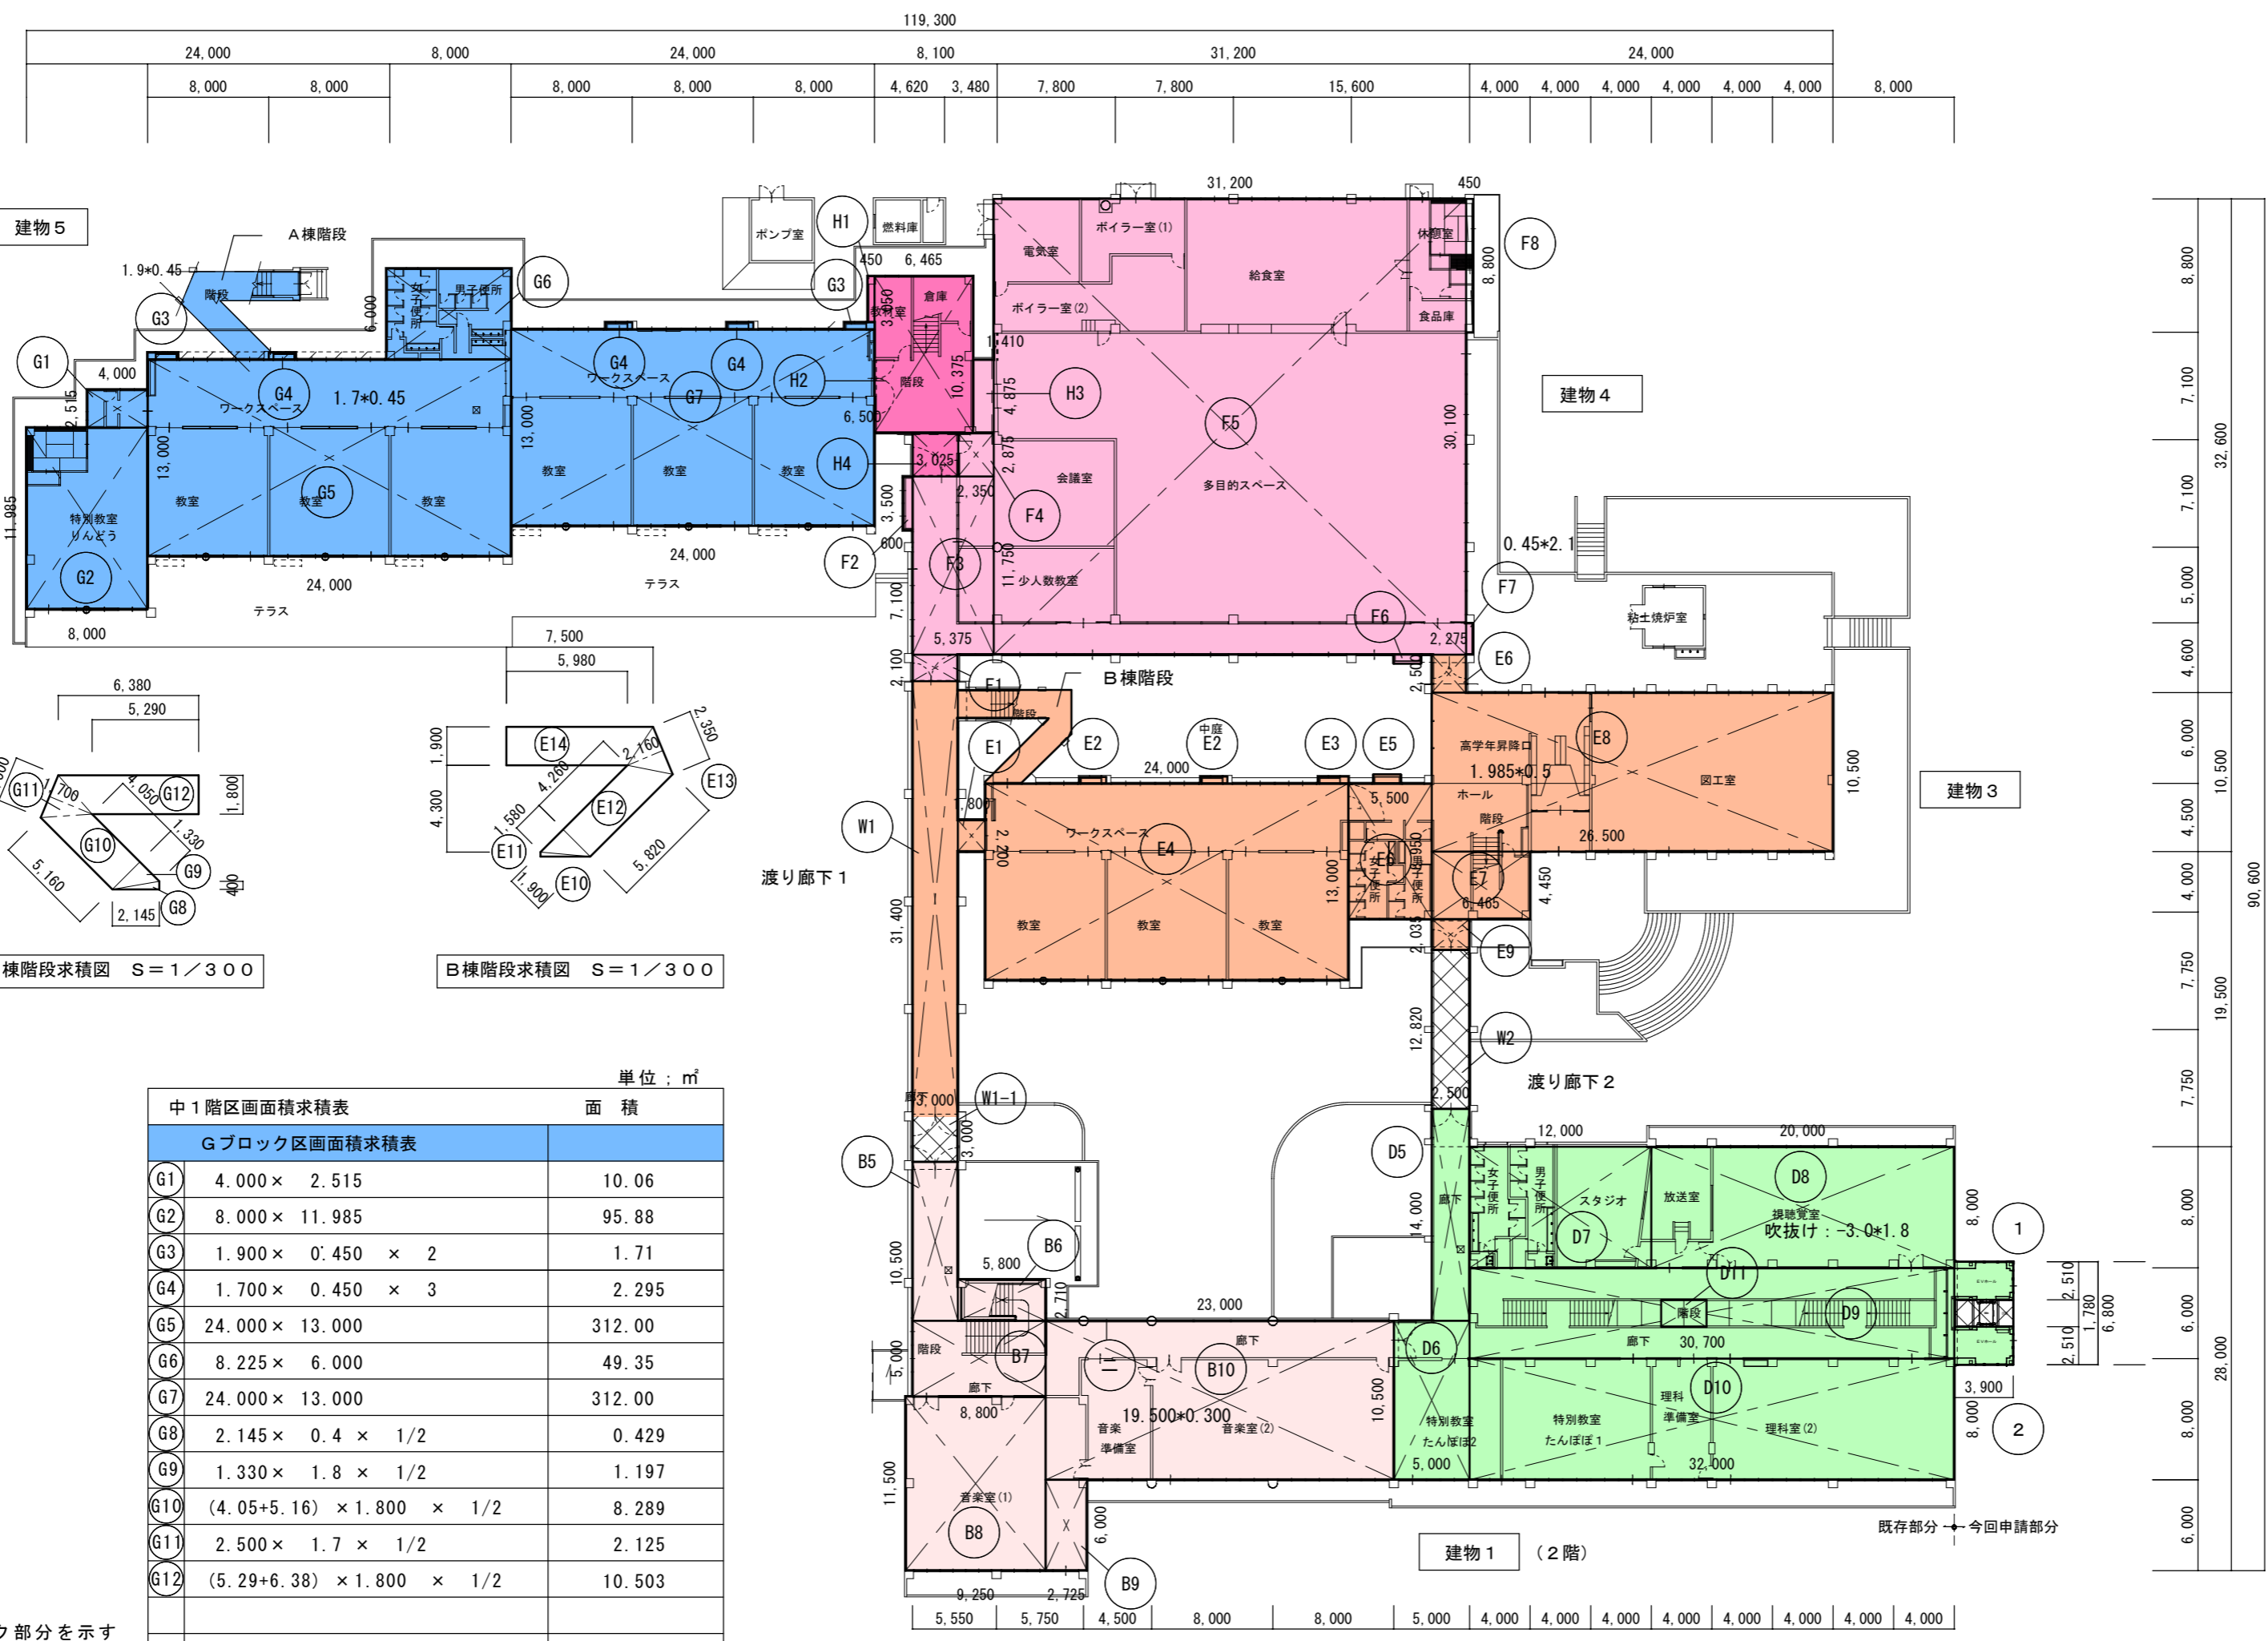 119,300
24,000 8,000 24,000 8,100 31,200 24,000
8,000 8,000 8,000 8,000 8,000 4,620 3,480 7,800 7,800 15,600 4,000 4,000 4,000 4,000 4,000 4,000 8,000
建物5
A棟階段
1.9*0.45
階段
G3
G1
4,000
2,515
G4
1.7*0.45
ワークスペース
6,000
女子便所
男子便所
G6
13,000
教室
教室
教室
G5
11,985
特別教室
りんどう
G2
8,000
24,000
テラス
G4
G4
ワークスペース
G7
13,000
教室
教室
教室
24,000
テラス
ポンプ室
燃料庫
H1
G3
450 6,465
教材室
倉庫
3,050
階段
10,375
H2
6,500
H4
3,025
1,410
4,875
H3
2,875
2,350
3,500
F4
F2
600
F3
11,750
7,100
5,375
2,100
31,200
450
電気室
ボイラー室(1)
ボイラー室(2)
給食室
休憩室
食品庫
F8
8,800
建物4
F5
30,100
会議室
多目的スペース
少人数教室
0.45*2.1
F7
F6
2,275
粘土焼炉室
2,500
E6
F1
B棟階段
階段
E1
E2
中庭
E2
E3
E5
24,000
E8
高学年昇降口
1.985*0.5
ホール
図工室
10,500
建物3
階段
26.500
5,500
2,200
ワークスペース
E4
女子便所
男子便所
13,000
E7
6,465
4,450
教室
教室
教室
2,035
E9
W1
渡り廊下1
31,400
12,820
W2
渡り廊下2
2,500
3,000
W1-1
3,000
B5
10,500
B6
5,800
2,710
23,000
D5
14,000
廊下
女子便所
男子便所
12,000
20,000
スタジオ
D7
放送室
D8
視聴覚室
吹抜け:-3.0*1.8
8,000
1
D11
階段
D9
廊下
30,700
2,510
1,780
2,510
6,800
3,900
8,000
2
階段
5,000
B7
廊下
8,800
廊下
B10
音楽
準備室
19.500*0.300
音楽室(2)
10,500
D6
特別教室
たんぽぽ2
5,000
特別教室
たんぽぽ1
理科
準備室
D10
理科室(2)
32,000
11,500
音楽室(1)
B8
6,000
B9
9,250
2,725
建物1 (2階)
既存部分 今回申請部分
5,550 5,750 4,500 8,000 8,000 5,000 4,000 4,000 4,000 4,000 4,000 4,000 4,000 4,000
8,800
7,100
7,100
5,000
4,600
6,000
4,500
4,000
7,750
7,750
8,000
6,000
8,000
6,000
32,600
10,500
19,500
28,000
90,600
6,380
5,290
G11
G12
1,800
4,050
1,330
G10
5,160
G9
400
2,145
G8
棟階段求積図 S=1/300
7,500
5,980
1,900
4,300
E14
2,160
2,350
E13
4,260
E12
1,580
E11
5,820
1,900
E10
B棟階段求積図 S=1/300
単位;㎡
中1階区画面積求積表 面 積
Gブロック区画面積求積表
G1 4.000× 2.515 10.06
G2 8.000× 11.985 95.88
G3 1.900× 0.450 × 2 1.71
G4 1.700× 0.450 × 3 2.295
G5 24.000× 13.000 312.00
G6 8.225× 6.000 49.35
G7 24.000× 13.000 312.00
G8 2.145× 0.4 × 1/2 0.429
G9 1.330× 1.8 × 1/2 1.197
G10 (4.05+5.16) ×1.800 × 1/2 8.289
G11 2.500× 1.7 × 1/2 2.125
G12 (5.29+6.38) ×1.800 × 1/2 10.503
部分を示す